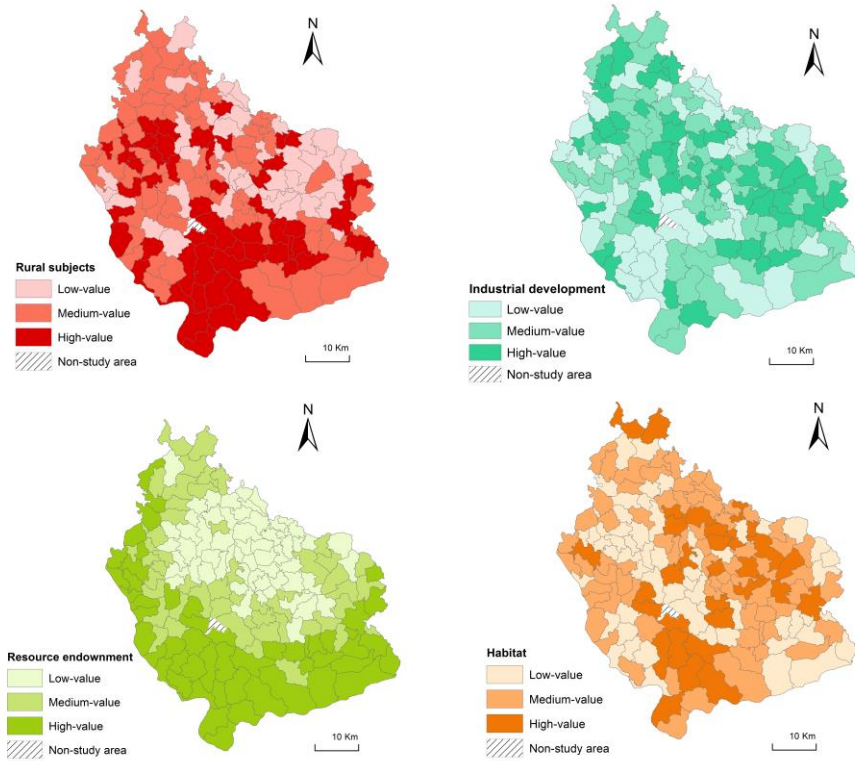 N
Rural subjects
Low-value
Medium-value
High-value
Non-study area
10 Km
N
Industrial development
Low-value
Medium-value
High-value
Non-study area
10 Km
N
Resource endownment
Low-value
Medium-value
High-value
Non-study area
10 Km
N
Habitat
Low-value
Medium-value
High-value
Non-study area
10 Km